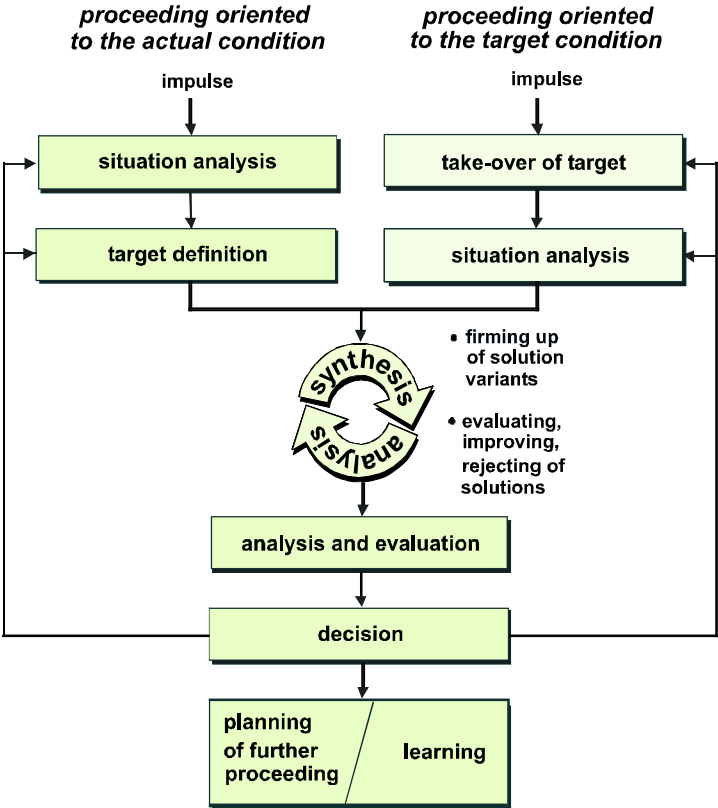 proceeding oriented
to the actual condition
proceeding oriented
to the target condition
impulse
impulse
situation analysis
take-over of target
target definition
situation analysis
synthesis
analysis
• firming up
of solution
variants
• evaluating,
improving,
rejecting of
solutions
analysis and evaluation
decision
planning
of further
proceeding
learning